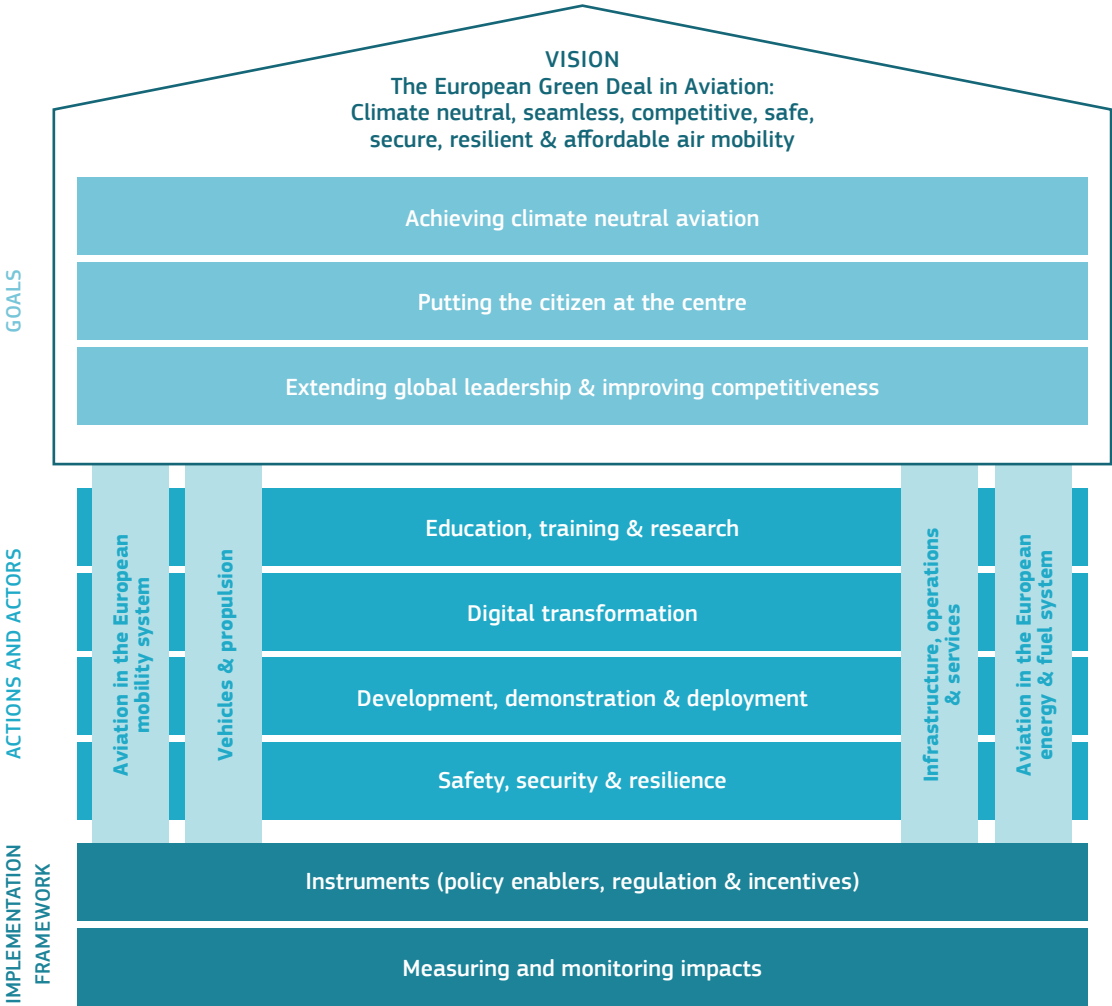 VISION
The European Green Deal in Aviation:
Climate neutral, seamless, competitive, safe,
secure, resilient & affordable air mobility
GOALS
Achieving climate neutral aviation
Putting the citizen at the centre
Extending global leadership & improving competitiveness
ACTIONS AND ACTORS
Aviation in the European
mobility system
Vehicles & propulsion
Education, training & research
Digital transformation
Development, demonstration & deployment
Safety, security & resilience
Infrastructure, operations
& services
Aviation in the European
energy & fuel system
IMPLEMENTATION
FRAMEWORK
Instruments (policy enablers, regulation & incentives)
Measuring and monitoring impacts